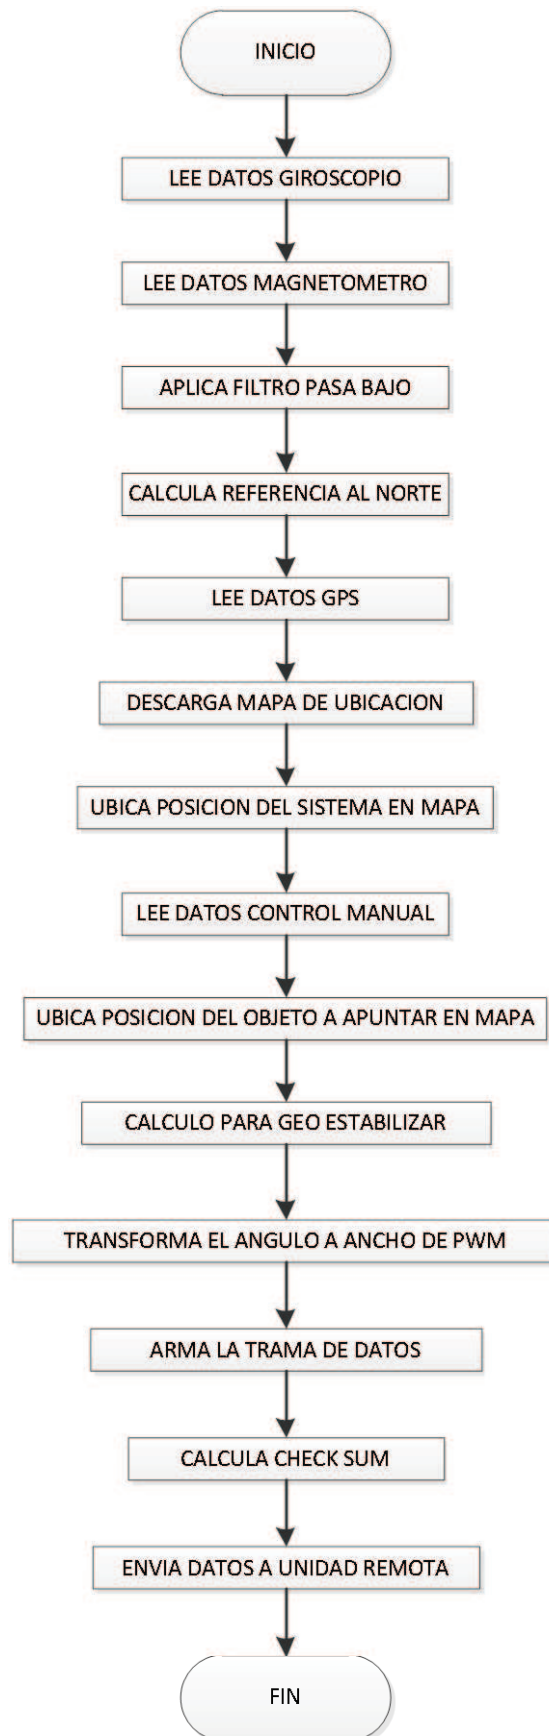 INICIO
LEE DATOS GIROSCOPIO
LEE DATOS MAGNETOMETRO
APLICA FILTRO PASA BAJO
CALCULA REFERENCIA AL NORTE
LEE DATOS GPS
DESCARGA MAPA DE UBICACION
UBICA POSICION DEL SISTEMA EN MAPA
LEE DATOS CONTROL MANUAL
UBICA POSICION DEL OBJETO A APUNTAR EN MAPA
CALCULO PARA GEO ESTABILIZAR
TRANSFORMA EL ANGULO A ANCHO DE PWM
ARMA LA TRAMA DE DATOS
CALCULA CHECK SUM
ENVIA DATOS A UNIDAD REMOTA
FIN